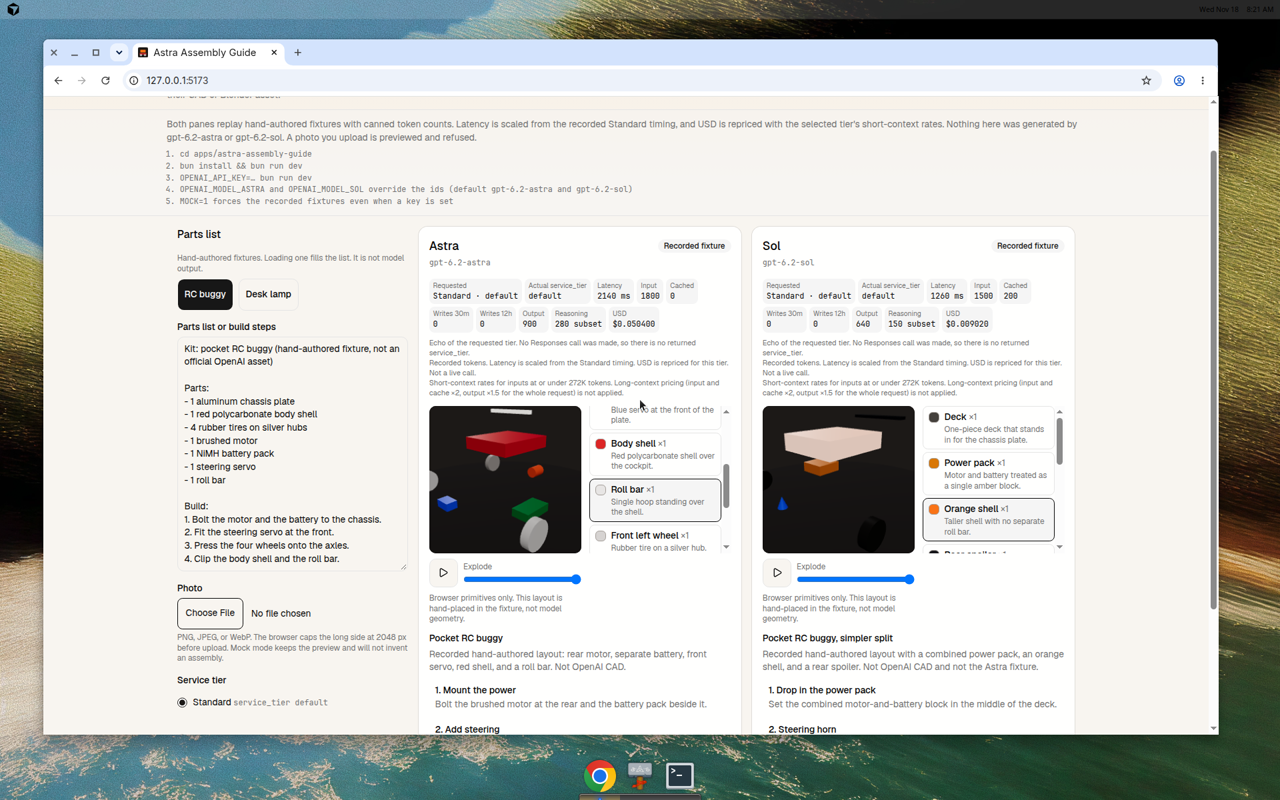 Wed Nov 18 8:21 AM
Astra Assembly Guide
127.0.0.1:5173
Both panes replay hand-authored fixtures with canned token counts. Latency is scaled from the recorded Standard timing, and USD is repriced with the selected tier's short-context rates. Nothing here was generated by
gpt-6.2-astra or gpt-6.2-sol. A photo you upload is previewed and refused.
1. cd apps/astra-assembly-guide
2. bun install && bun run dev
3. OPENAI_API_KEY=… bun run dev
4. OPENAI_MODEL_ASTRA and OPENAI_MODEL_SOL override the ids (default gpt-6.2-astra and gpt-6.2-sol)
5. MOCK=1 forces the recorded fixtures even when a key is set
Parts list
Hand-authored fixtures. Loading one fills the list. It is not model
output.
RC buggy
Desk lamp
Parts list or build steps
Kit: pocket RC buggy (hand-authored fixture, not an
official OpenAI asset)
Parts:
- 1 aluminum chassis plate
- 1 red polycarbonate body shell
- 4 rubber tires on silver hubs
- 1 brushed motor
- 1 NiMH battery pack
- 1 steering servo
- 1 roll bar
Build:
1. Bolt the motor and the battery to the chassis.
2. Fit the steering servo at the front.
3. Press the four wheels onto the axles.
4. Clip the body shell and the roll bar.
Photo
Choose File
No file chosen
PNG, JPEG, or WebP. The browser caps the long side at 2048 px
before upload. Mock mode keeps the preview and will not invent
an assembly.
Service tier
Standard service_tier default
Astra
Recorded fixture
gpt-6.2-astra
Requested Actual service_tier Latency Input Cached
Standard · default default 2140 ms 1800 0
Writes 30m Writes 12h Output Reasoning USD
0 0 900 280 subset $0.050400
Echo of the requested tier. No Responses call was made, so there is no returned
service_tier.
Recorded tokens. Latency is scaled from the Standard timing. USD is repriced for this tier.
Not a live call.
Short-context rates for inputs at or under 272K tokens. Long-context pricing (input and
cache ×2, output ×1.5 for the whole request) is not applied.
Blue servo at the front of the
plate.
Body shell ×1
Red polycarbonate shell over
the cockpit.
Roll bar ×1
Single hoop standing over
the shell.
Front left wheel ×1
Rubber tire on a silver hub.
Explode
Browser primitives only. This layout is
hand-placed in the fixture, not model
geometry.
Pocket RC buggy
Recorded hand-authored layout: rear motor, separate battery, front
servo, red shell, and a roll bar. Not OpenAI CAD.
1. Mount the power
Bolt the brushed motor at the rear and the battery pack beside it.
2. Add steering
Sol
Recorded fixture
gpt-6.2-sol
Requested Actual service_tier Latency Input Cached
Standard · default default 1260 ms 1500 200
Writes 30m Writes 12h Output Reasoning USD
0 0 640 150 subset $0.009020
Echo of the requested tier. No Responses call was made, so there is no returned
service_tier.
Recorded tokens. Latency is scaled from the Standard timing. USD is repriced for this tier.
Not a live call.
Short-context rates for inputs at or under 272K tokens. Long-context pricing (input and
cache ×2, output ×1.5 for the whole request) is not applied.
Deck ×1
One-piece deck that stands
in for the chassis plate.
Power pack ×1
Motor and battery treated as
a single amber block.
Orange shell ×1
Taller shell with no separate
roll bar.
Explode
Browser primitives only. This layout is
hand-placed in the fixture, not model
geometry.
Pocket RC buggy, simpler split
Recorded hand-authored layout with a combined power pack, an orange
shell, and a rear spoiler. Not OpenAI CAD and not the Astra fixture.
1. Drop in the power pack
Set the combined motor-and-battery block in the middle of the deck.
2. Steering horn